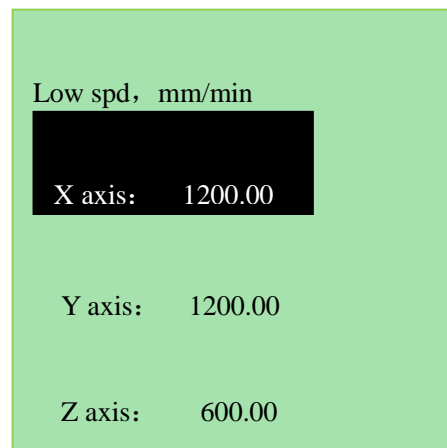 Low spd，mm/min
X axis： 1200.00
Y axis： 1200.00
Z axis： 600.00